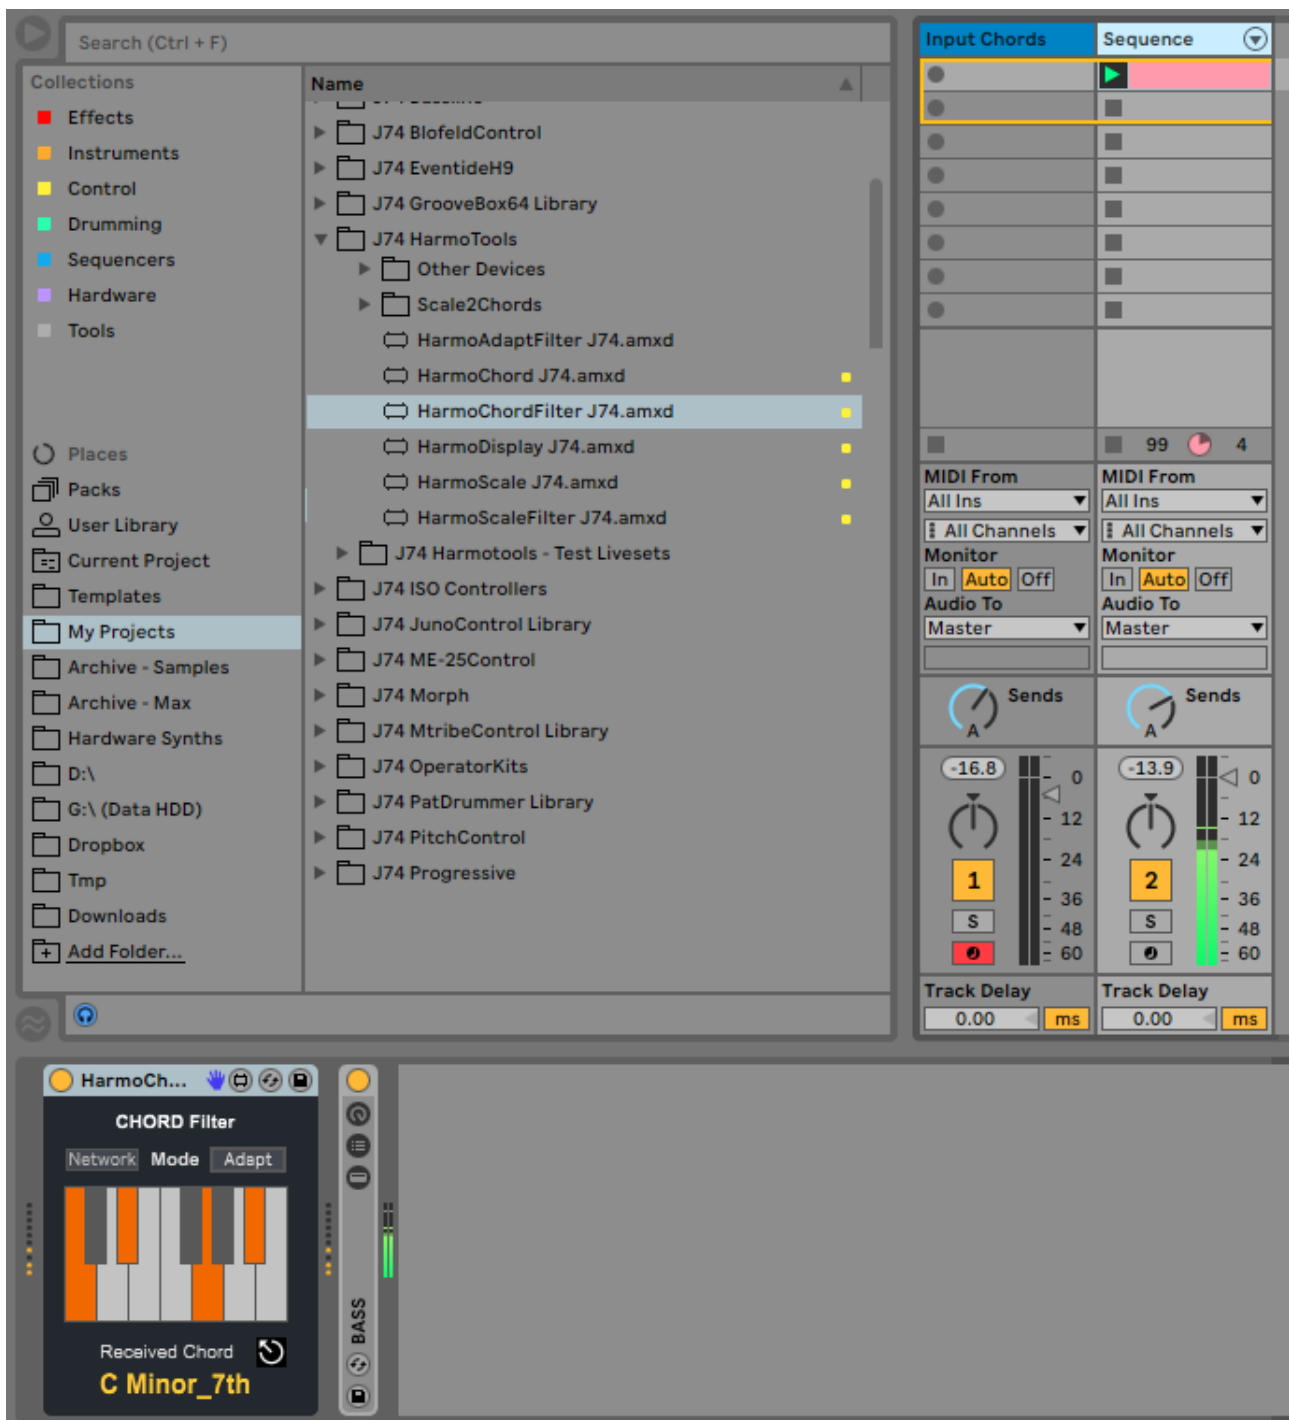 Search (Ctrl + F)
Collections
Effects
Instruments
Control
Drumming
Sequencers
Hardware
Tools
Places
Packs
User Library
Current Project
Templates
My Projects
Archive - Samples
Archive - Max
Hardware Synths
D:\
G:\ (Data HDD)
Dropbox
Tmp
Downloads
Add Folder...
Name
J74 BlofeldControl
J74 EventideH9
J74 GrooveBox64 Library
J74 HarmoTools
Other Devices
Scale2Chords
HarmoAdaptFilter J74.amxd
HarmoChord J74.amxd
HarmoChordFilter J74.amxd
HarmoDisplay J74.amxd
HarmoScale J74.amxd
HarmoScaleFilter J74.amxd
J74 Harmotools - Test Livesets
J74 ISO Controllers
J74 JunoControl Library
J74 ME-25Control
J74 Morph
J74 MtribeControl Library
J74 OperatorKits
J74 PatDrummer Library
J74 PitchControl
J74 Progressive
Input Chords
MIDI From
All Ins
All Channels
Monitor
In Auto Off
Audio To
Master
Sends
A
-16.8
0
12
24
36
48
60
1
S
Track Delay
0.00 ms
Sequence
99 4
MIDI From
All Ins
All Channels
Monitor
In Auto Off
Audio To
Master
Sends
A
-13.9
0
12
24
36
48
60
2
S
Track Delay
0.00 ms
HarmoCh...
CHORD Filter
Network Mode Adapt
Received Chord
C Minor_7th
BASS